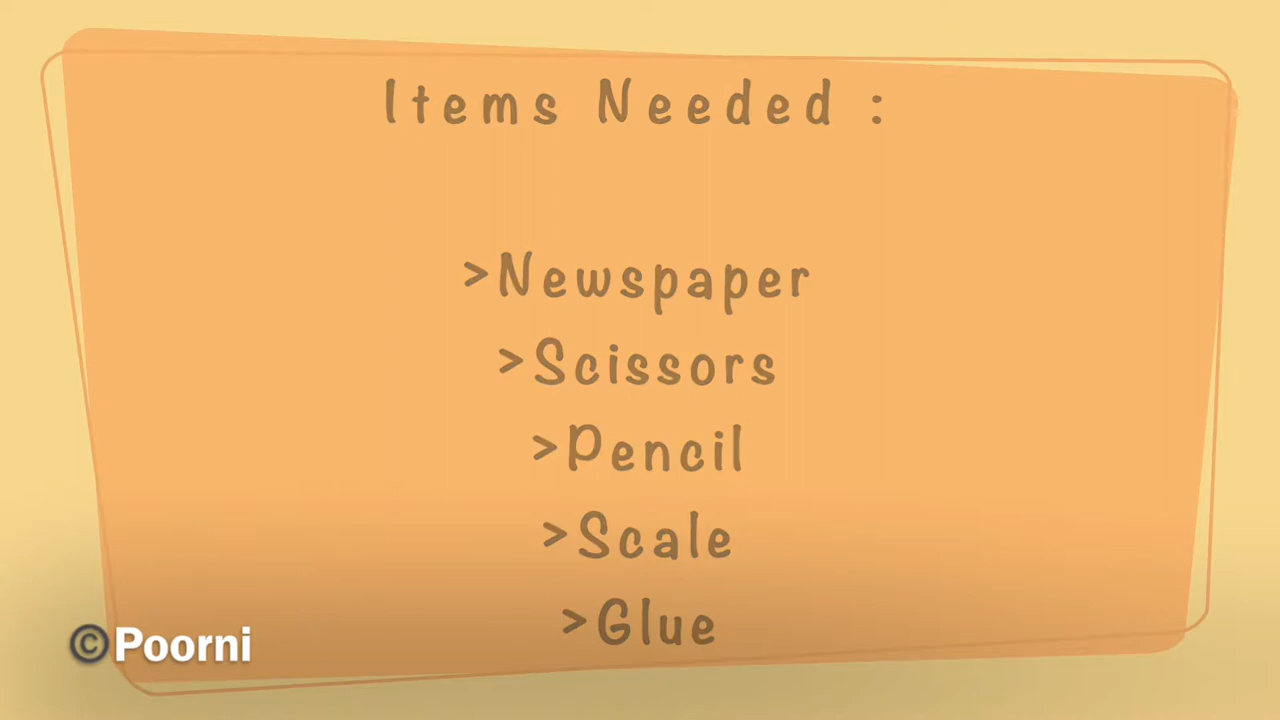 Items Needed :
>Newspaper
>Scissors
>Pencil
>Scale
>Glue
©Poorni